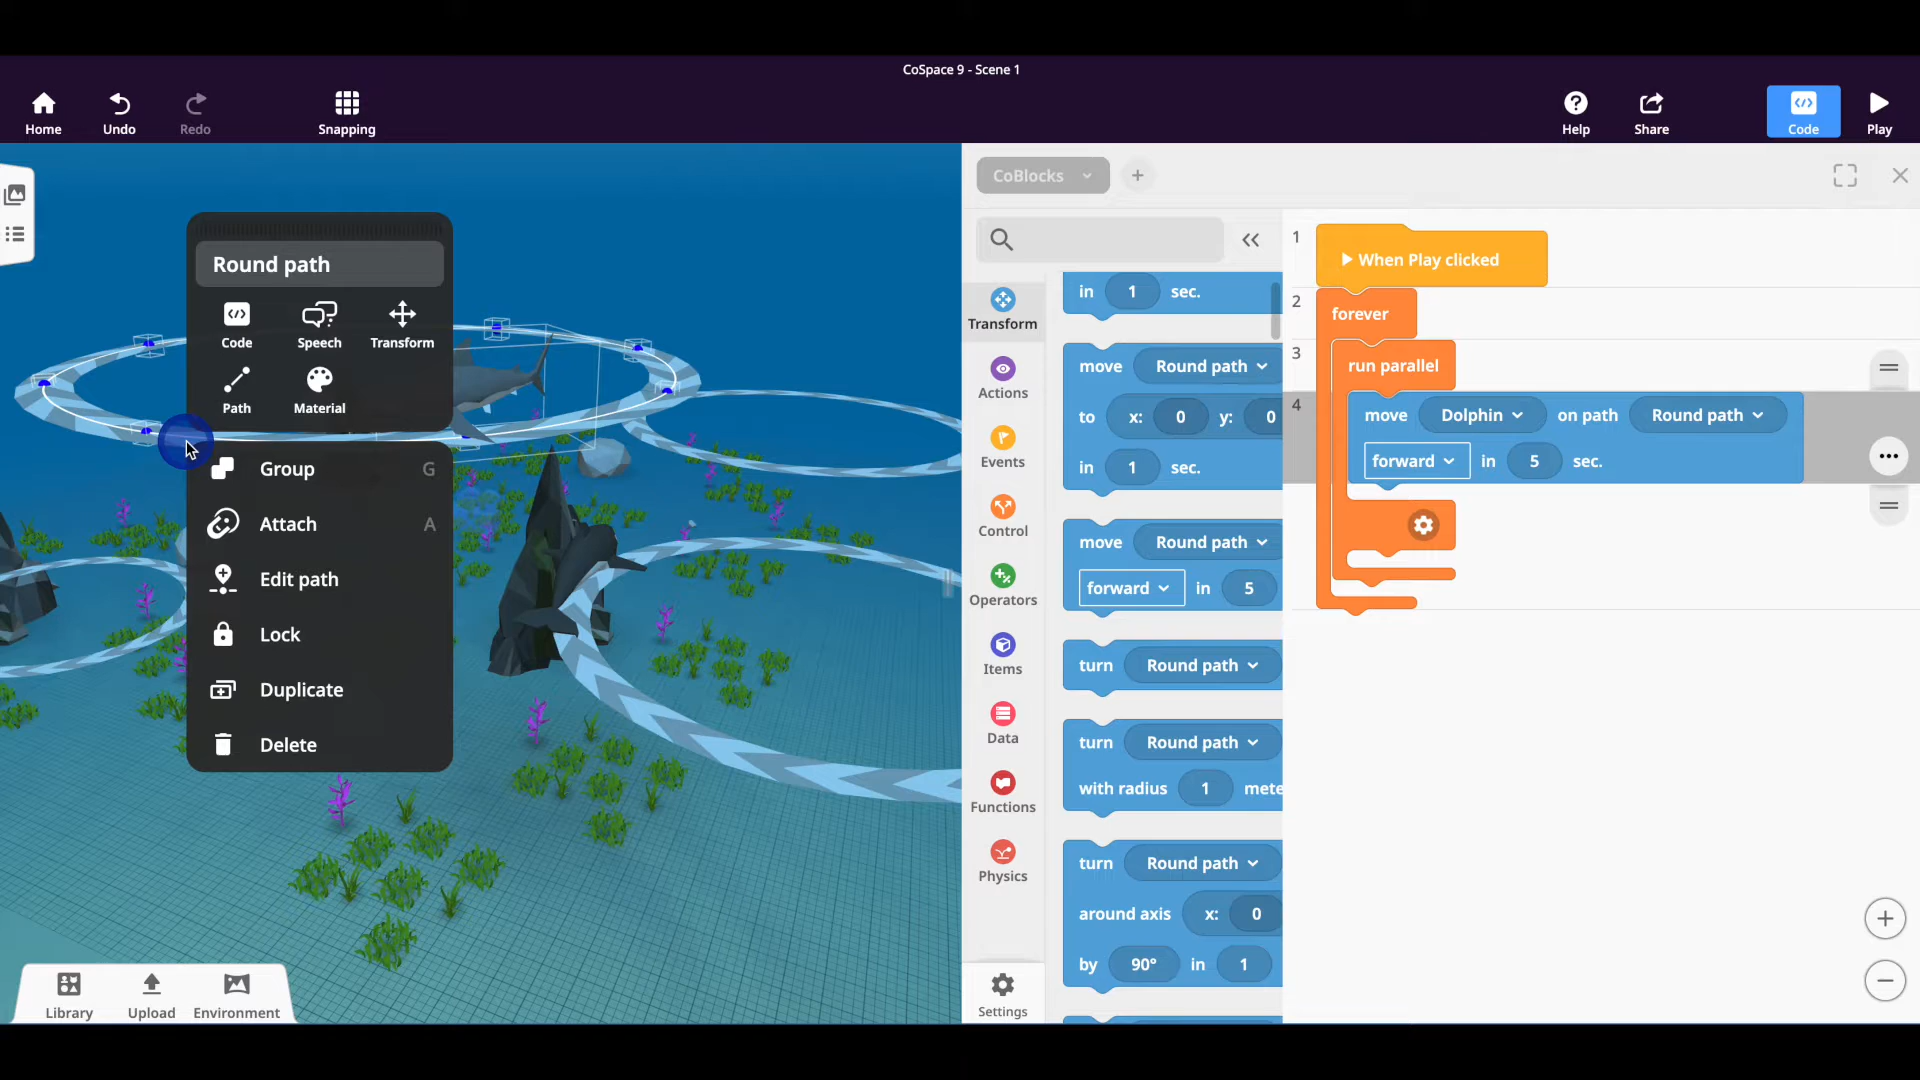 CoSpace 9 - Scene 1
Home
Undo
Redo
Snapping
Help
Share
Code
Play
Round path
Code
Speech
Transform
Path
Material
Group G
Attach A
Edit path
Lock
Duplicate
Delete
Library
Upload
Environment
CoBlocks
Transform
Actions
Events
Control
Operators
Items
Data
Functions
Physics
Settings
in 1 sec.
move Round path
to x: 0 y: 0
in 1 sec.
move Round path
forward in 5
turn Round path
turn Round path
with radius 1 mete
turn Round path
around axis x: 0
by 90° in 1
1 When Play clicked
2 forever
3 run parallel
4 move Dolphin on path Round path
forward in 5 sec.